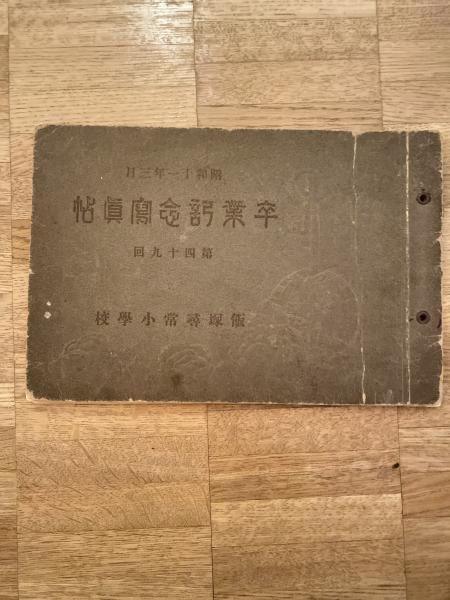 昭和十一年三月
卒業記念寫眞帖
第四十九回
飯塚尋常小學校